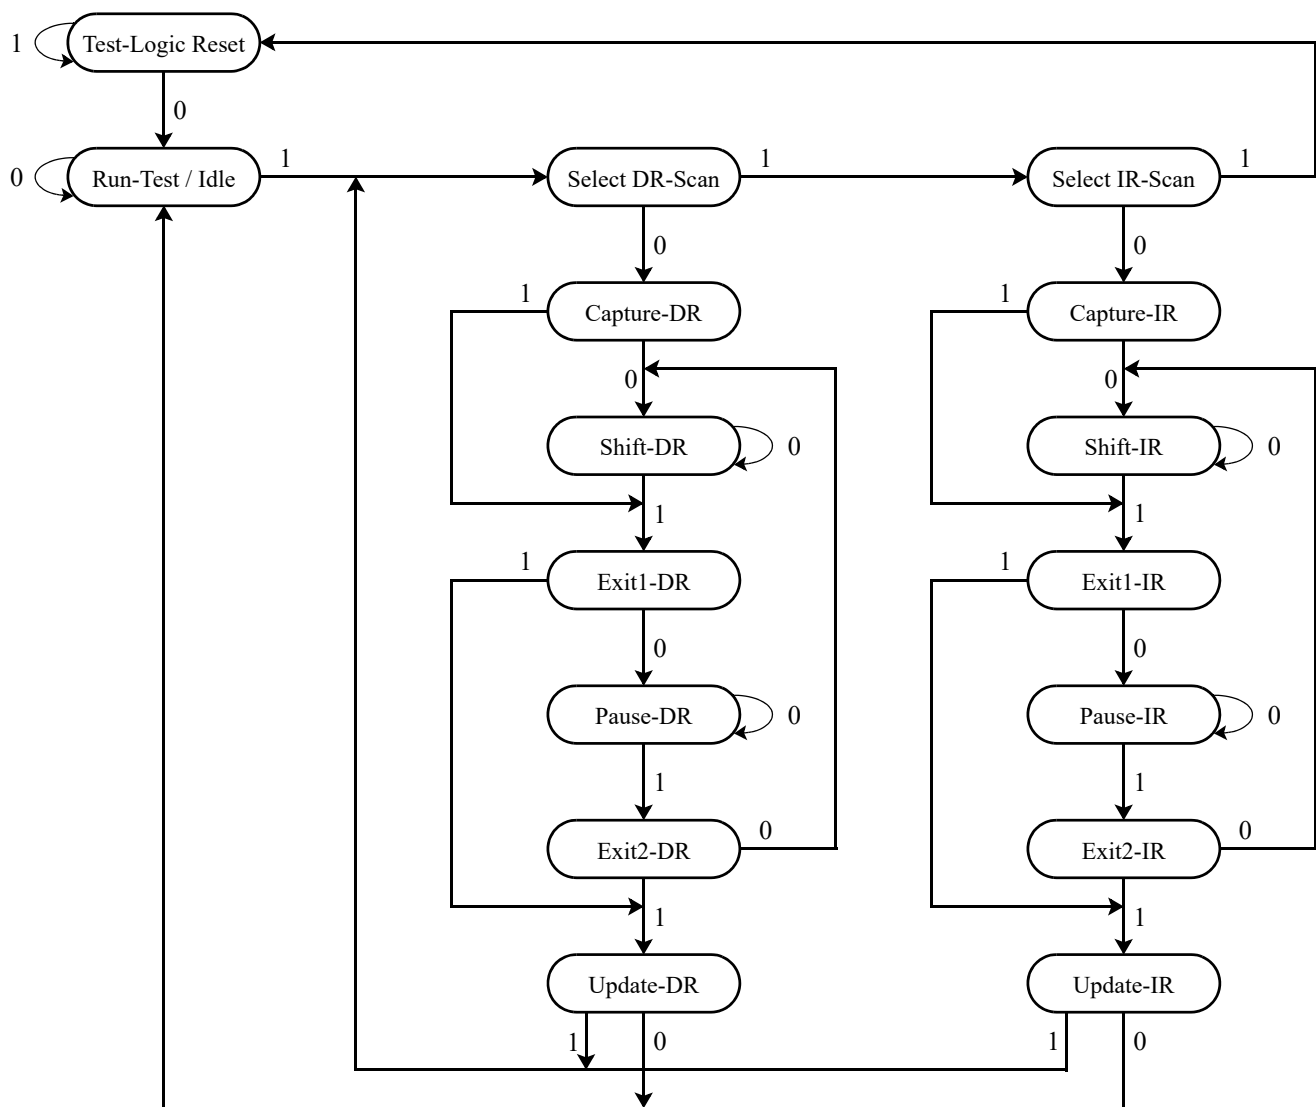 1
Test-Logic Reset
0
0
Run-Test / Idle
1
Select DR-Scan
1
Select IR-Scan
1
0
0
1
Capture-DR
1
Capture-IR
0
0
Shift-DR
0
Shift-IR
0
1
1
1
Exit1-DR
1
Exit1-IR
0
0
Pause-DR
0
Pause-IR
0
1
1
Exit2-DR
0
Exit2-IR
0
1
1
Update-DR
Update-IR
1
0
1
0